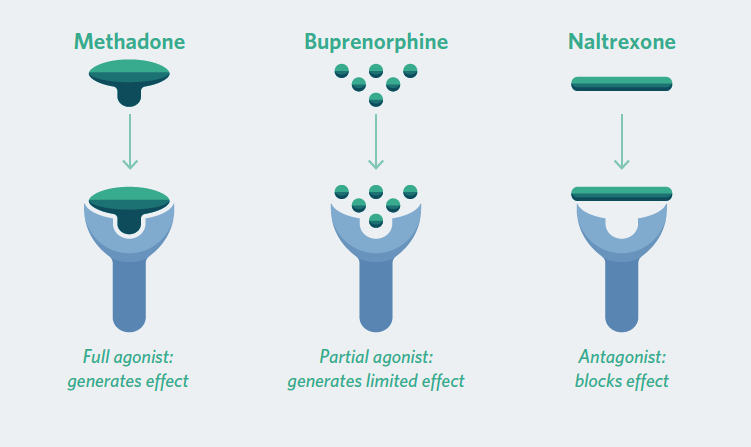 Methadone
Buprenorphine
Naltrexone
Full agonist:
generates effect
Partial agonist:
generates limited effect
Antagonist:
blocks effect